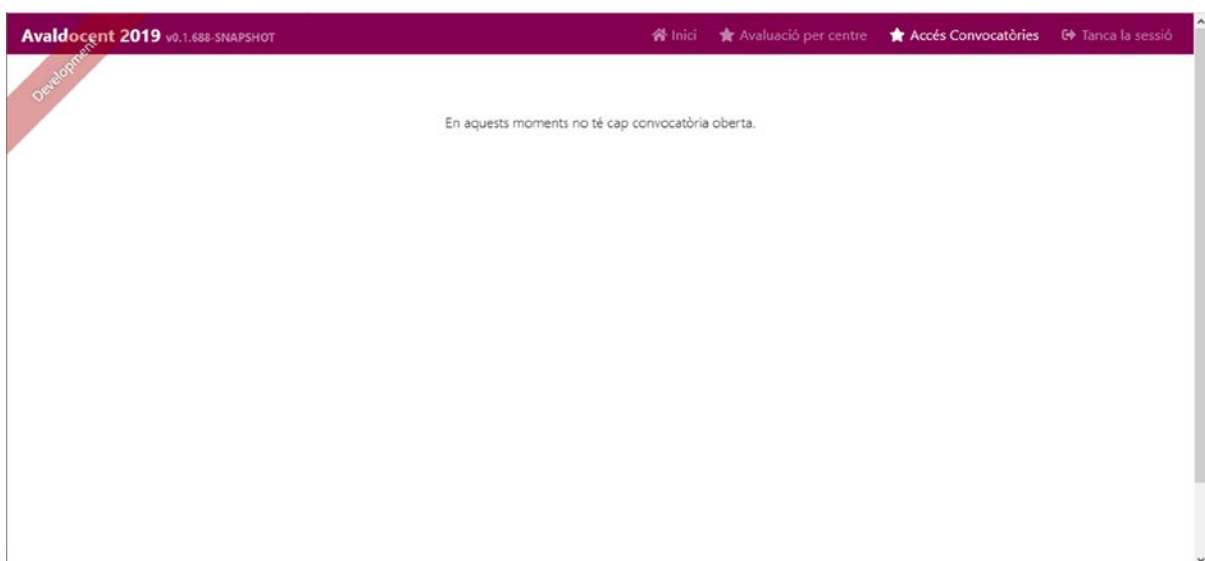 Avaldocent 2019 v0.1.688-SNAPSHOT Inici Avaluació per centre Accés Convocatòries Tanca la sessió
Development
En aquests moments no té cap convocatòria oberta.